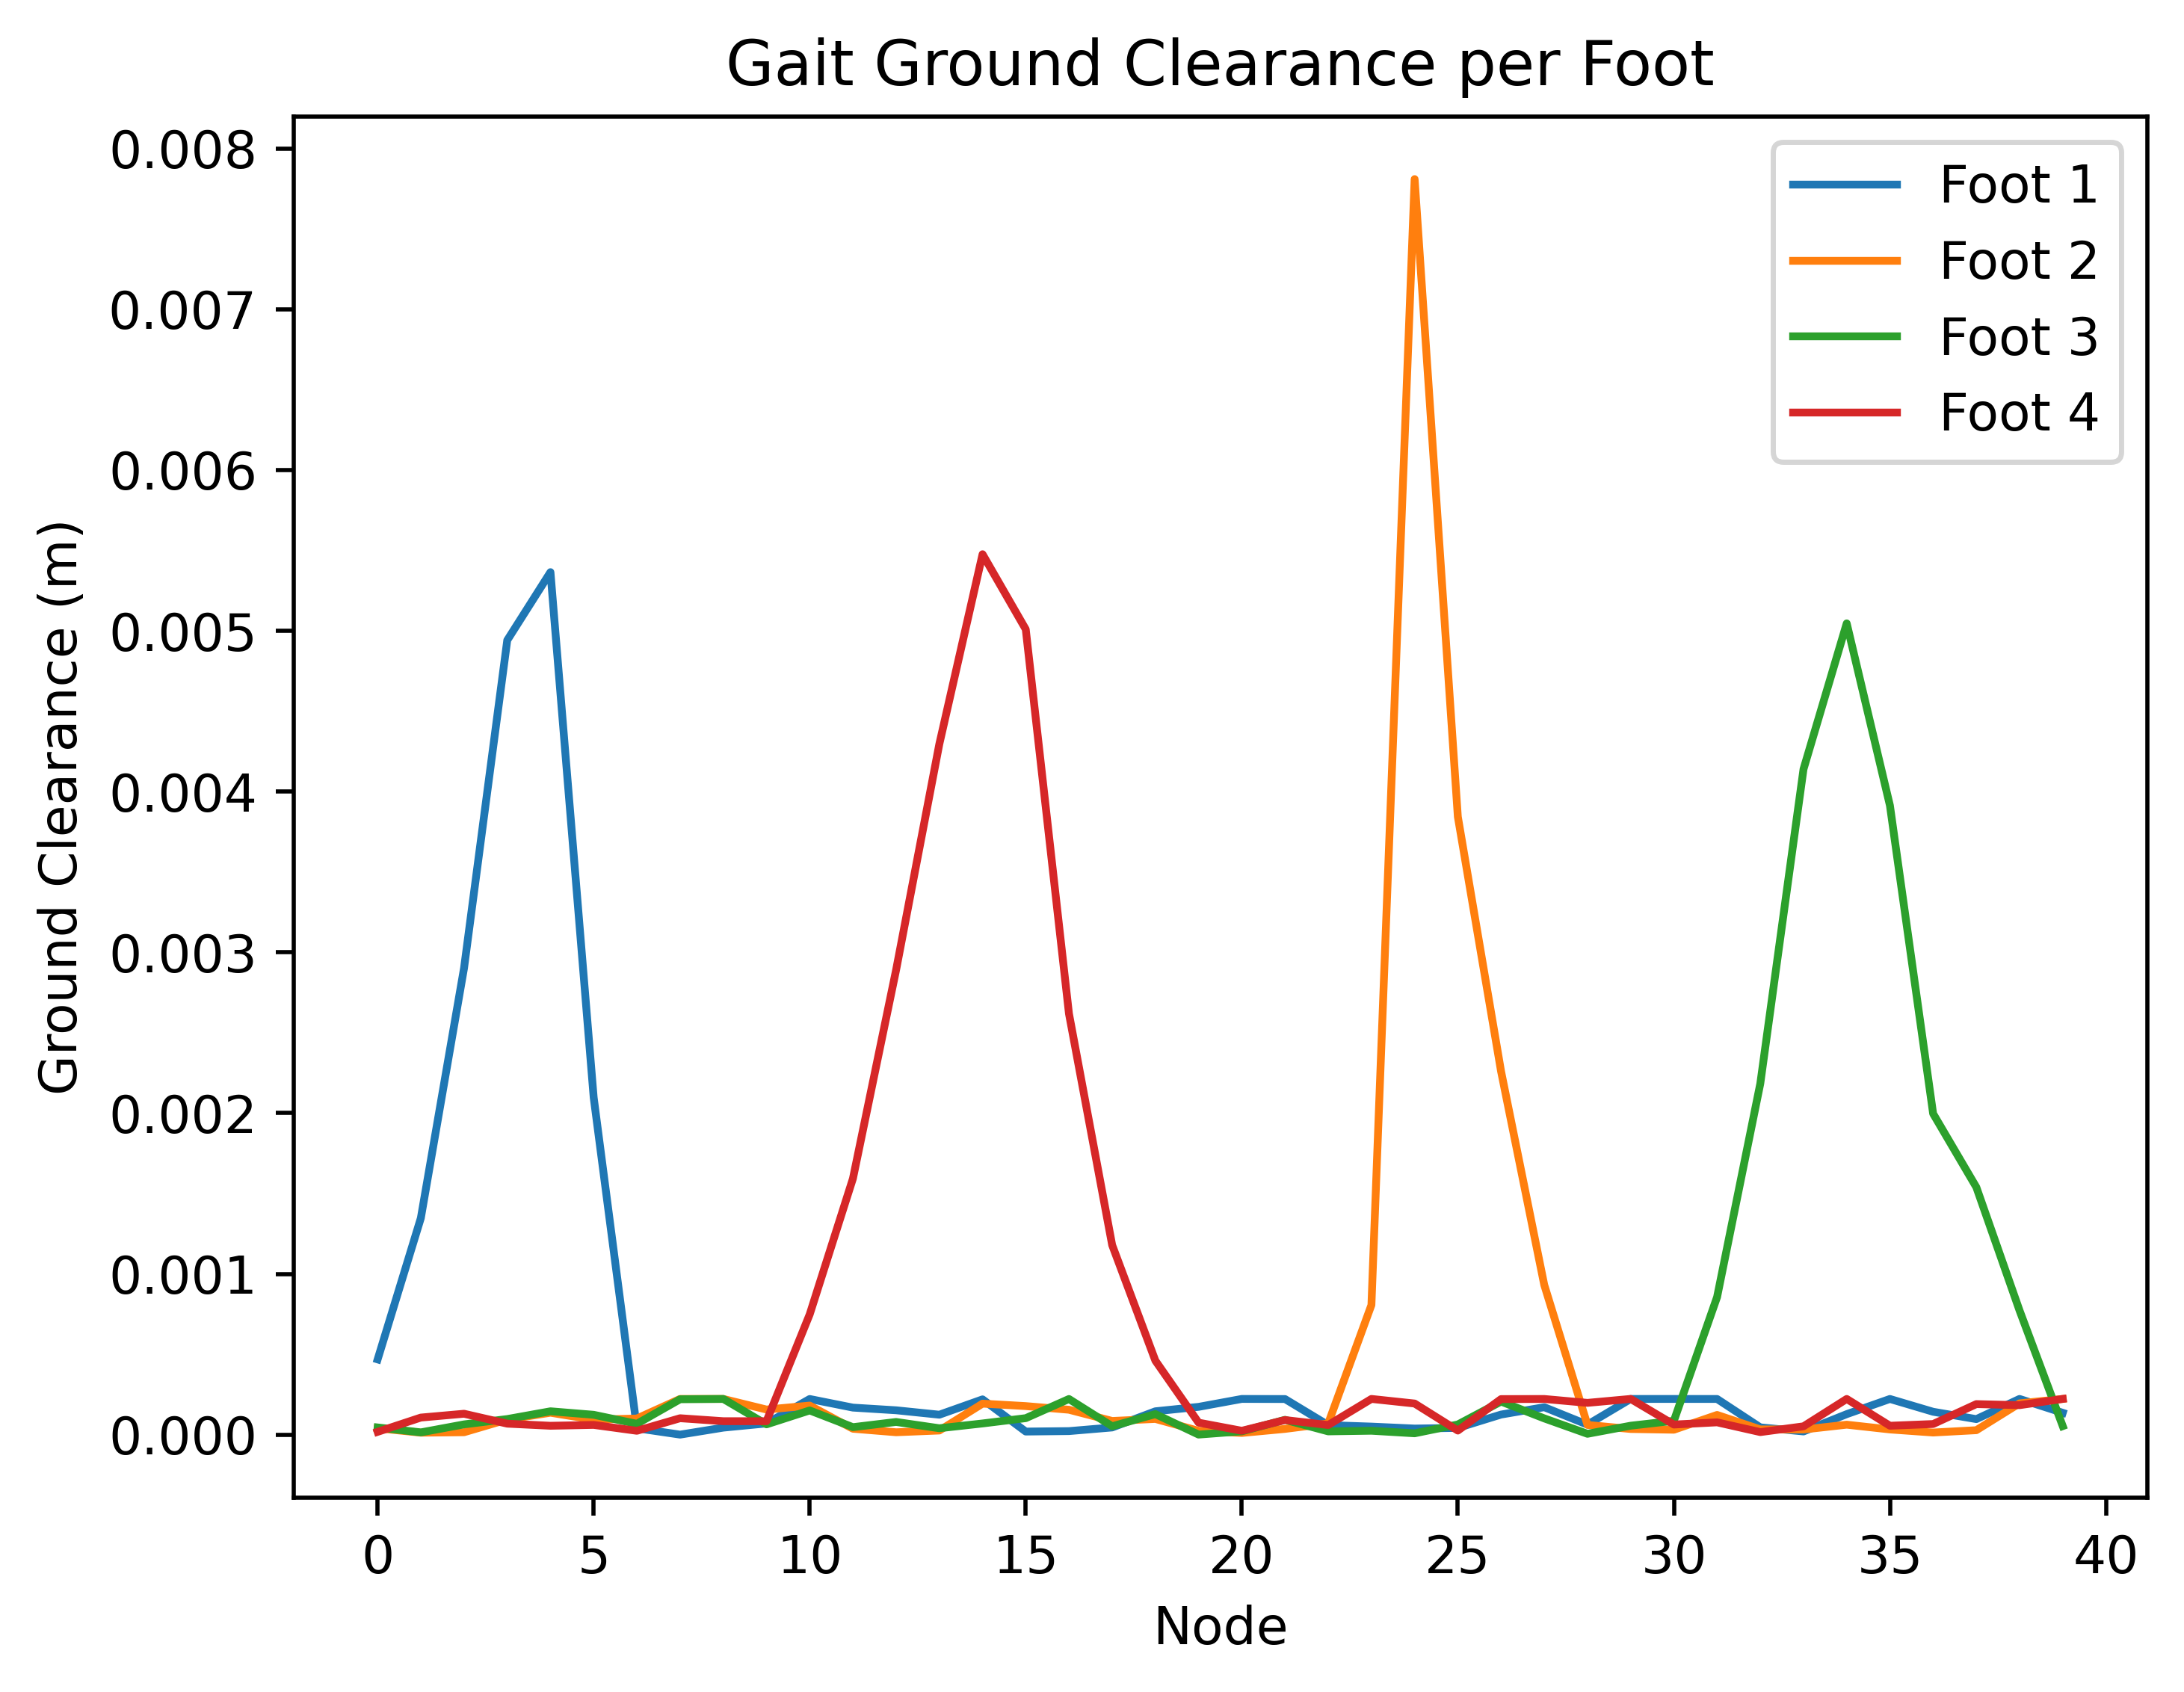 Gait Ground Clearance per Foot
0.008
0.007
0.006
0.005
0.004
0.003
0.002
0.001
0.000
Ground Clearance (m)
Foot 1
Foot 2
Foot 3
Foot 4
0 5 10 15 20 25 30 35 40
Node